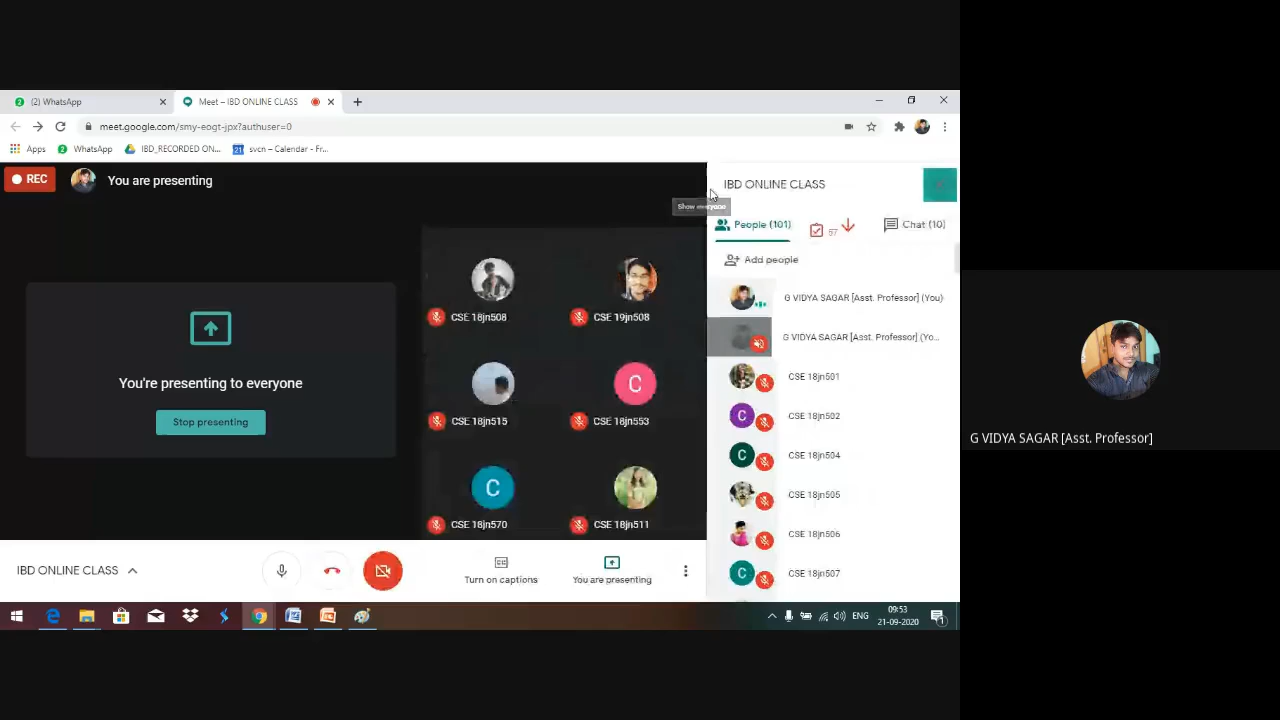 (2) WhatsApp
Meet – IBD ONLINE CLASS
meet.google.com/smy-eogt-jpx?authuser=0
Apps
WhatsApp
IBD_RECORDED ON...
svcn – Calendar - Fr...
REC
You are presenting
IBD ONLINE CLASS
Show everyone
People (101)
57
Chat (10)
Add people
You're presenting to everyone
Stop presenting
CSE 18jn508
CSE 19jn508
CSE 18jn515
C
CSE 18jn553
C
CSE 18jn570
CSE 18jn511
G VIDYA SAGAR [Asst. Professor] (You)
G VIDYA SAGAR [Asst. Professor] (Yo...
CSE 18jn501
C
CSE 18jn502
C
CSE 18jn504
CSE 18jn505
CSE 18jn506
C
CSE 18jn507
IBD ONLINE CLASS
Turn on captions
You are presenting
ENG
09:53
21-09-2020
1
G VIDYA SAGAR [Asst. Professor]